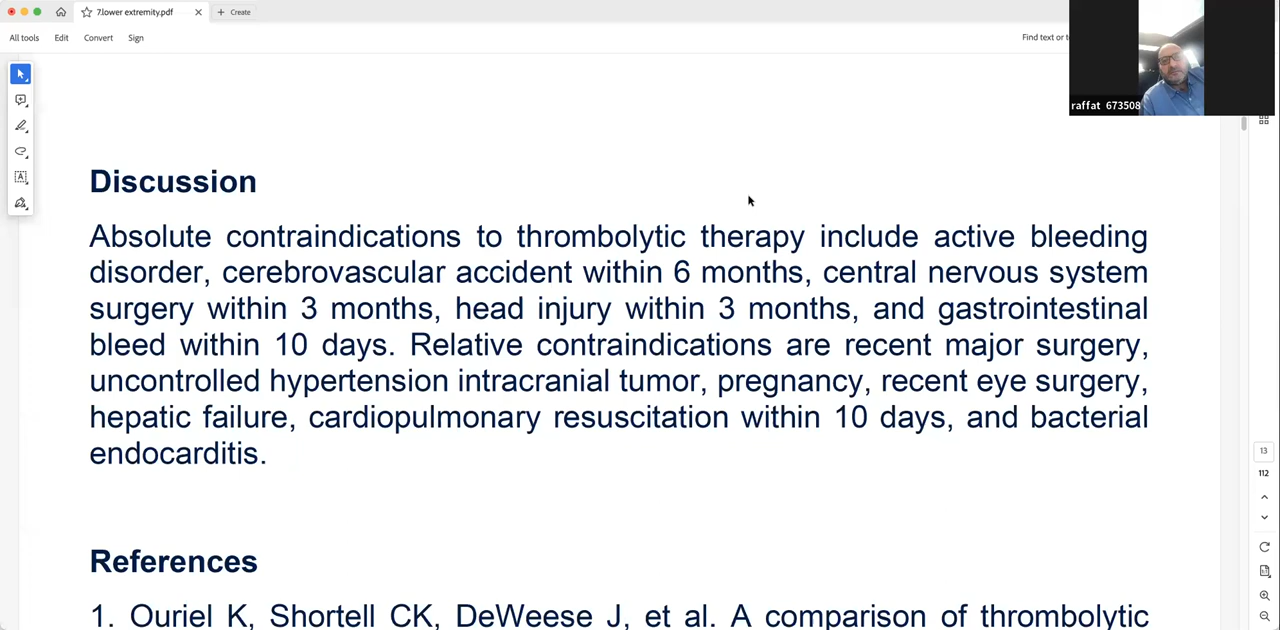 7.lower extremity.pdf
Create
All tools Edit Convert Sign
Find text or t
raffat 673508
Discussion
Absolute contraindications to thrombolytic therapy include active bleeding
disorder, cerebrovascular accident within 6 months, central nervous system
surgery within 3 months, head injury within 3 months, and gastrointestinal
bleed within 10 days. Relative contraindications are recent major surgery,
uncontrolled hypertension intracranial tumor, pregnancy, recent eye surgery,
hepatic failure, cardiopulmonary resuscitation within 10 days, and bacterial
endocarditis.
13
112
References
1. Ouriel K, Shortell CK, DeWeese J, et al. A comparison of thrombolytic